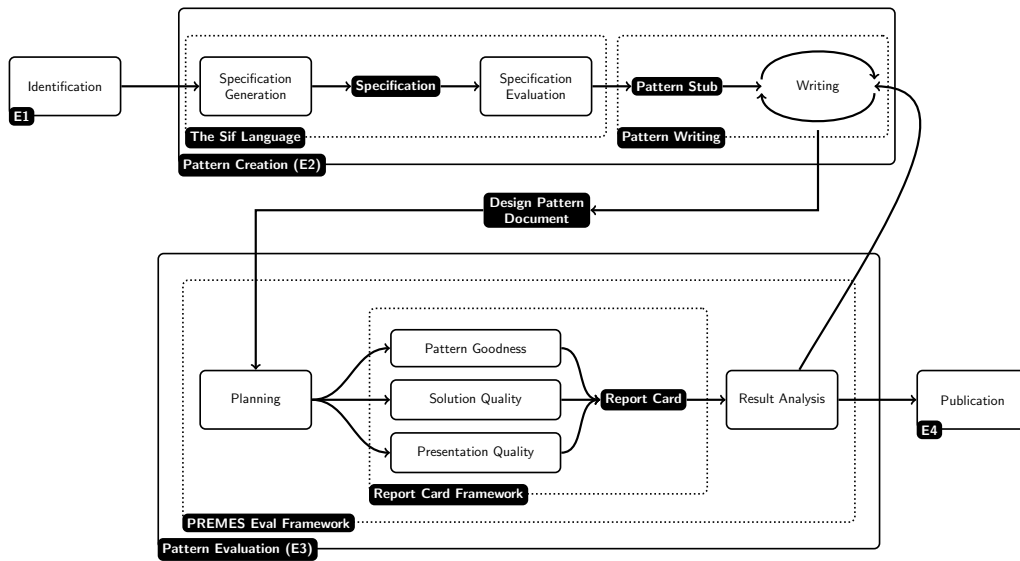 Identification
E1
Specification
Generation
Specification
Specification
Evaluation
The Sif Language
Pattern Stub
Writing
Pattern Writing
Pattern Creation (E2)
Design Pattern
Document
Planning
Pattern Goodness
Solution Quality
Presentation Quality
Report Card
Report Card Framework
Result Analysis
PREMES Eval Framework
Pattern Evaluation (E3)
Publication
E4